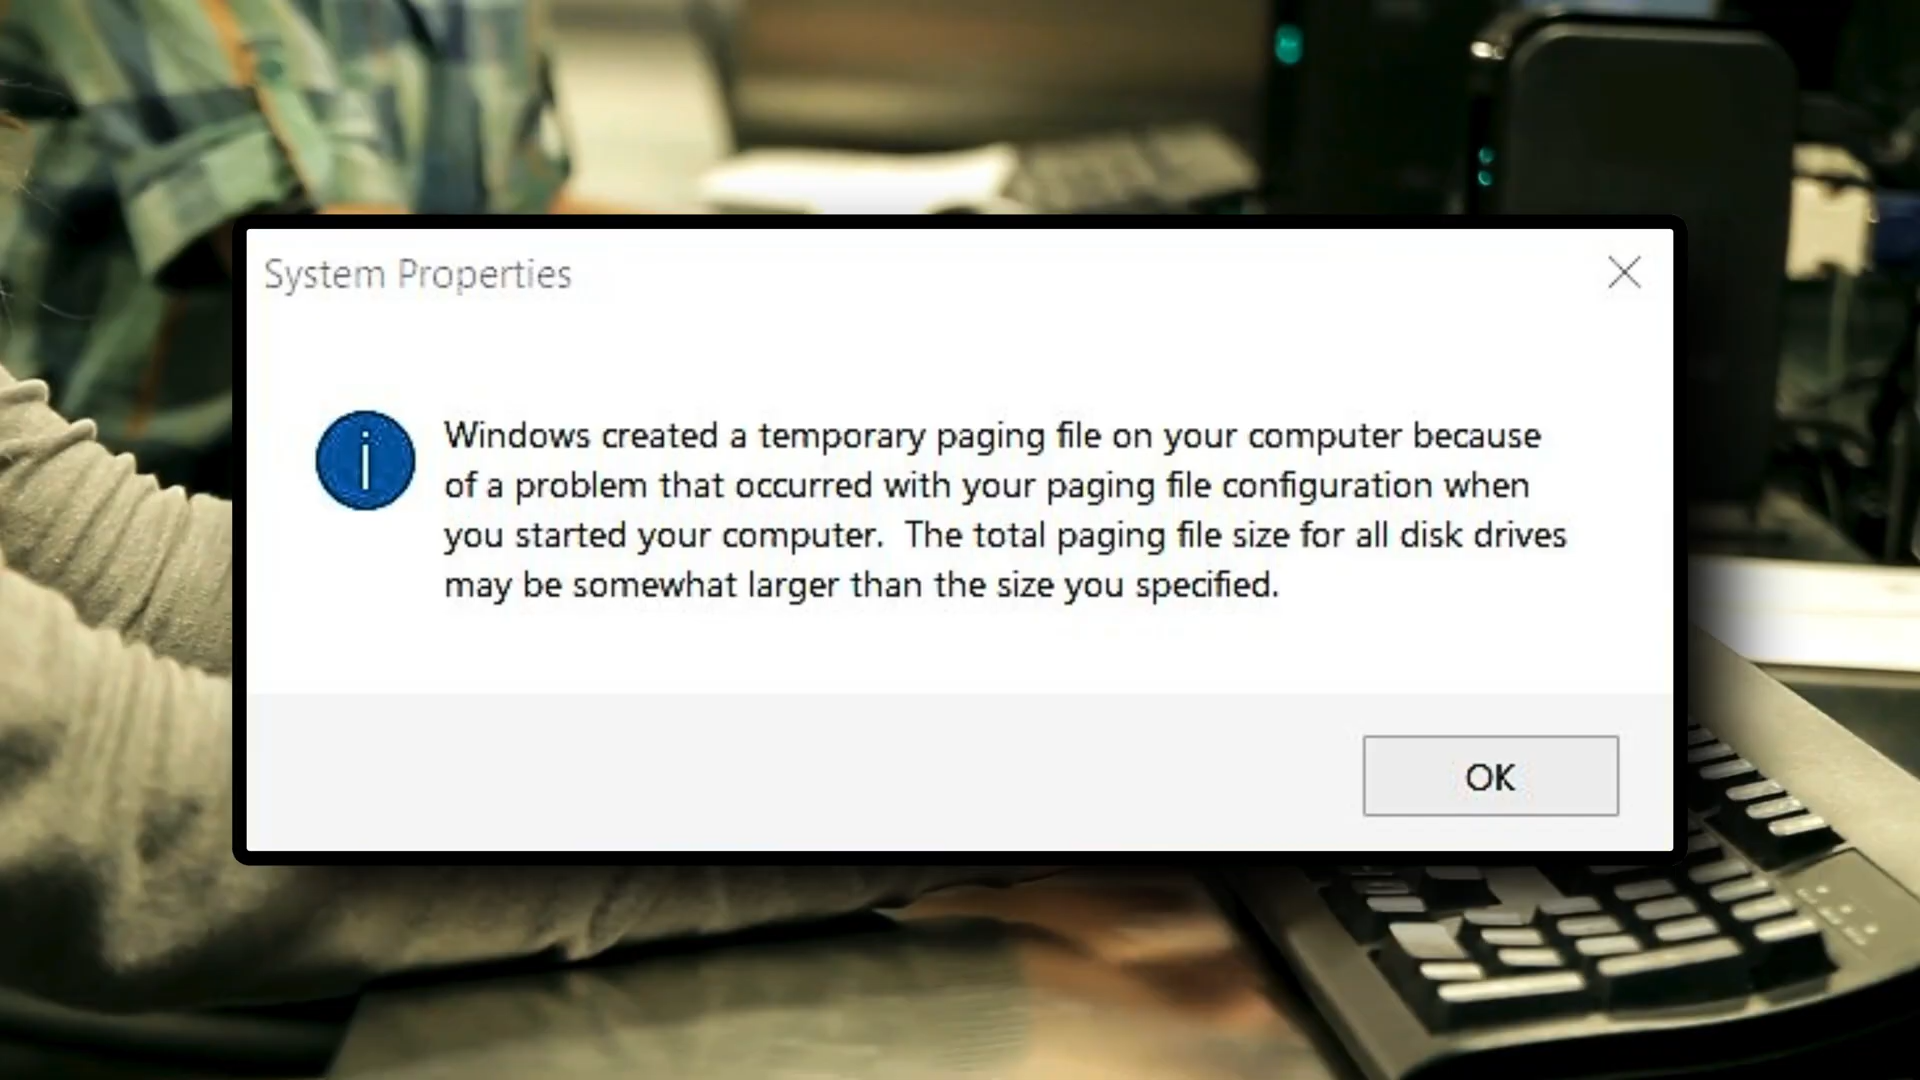 System Properties
Windows created a temporary paging file on your computer because
of a problem that occurred with your paging file configuration when
you started your computer.  The total paging file size for all disk drives
may be somewhat larger than the size you specified.
OK